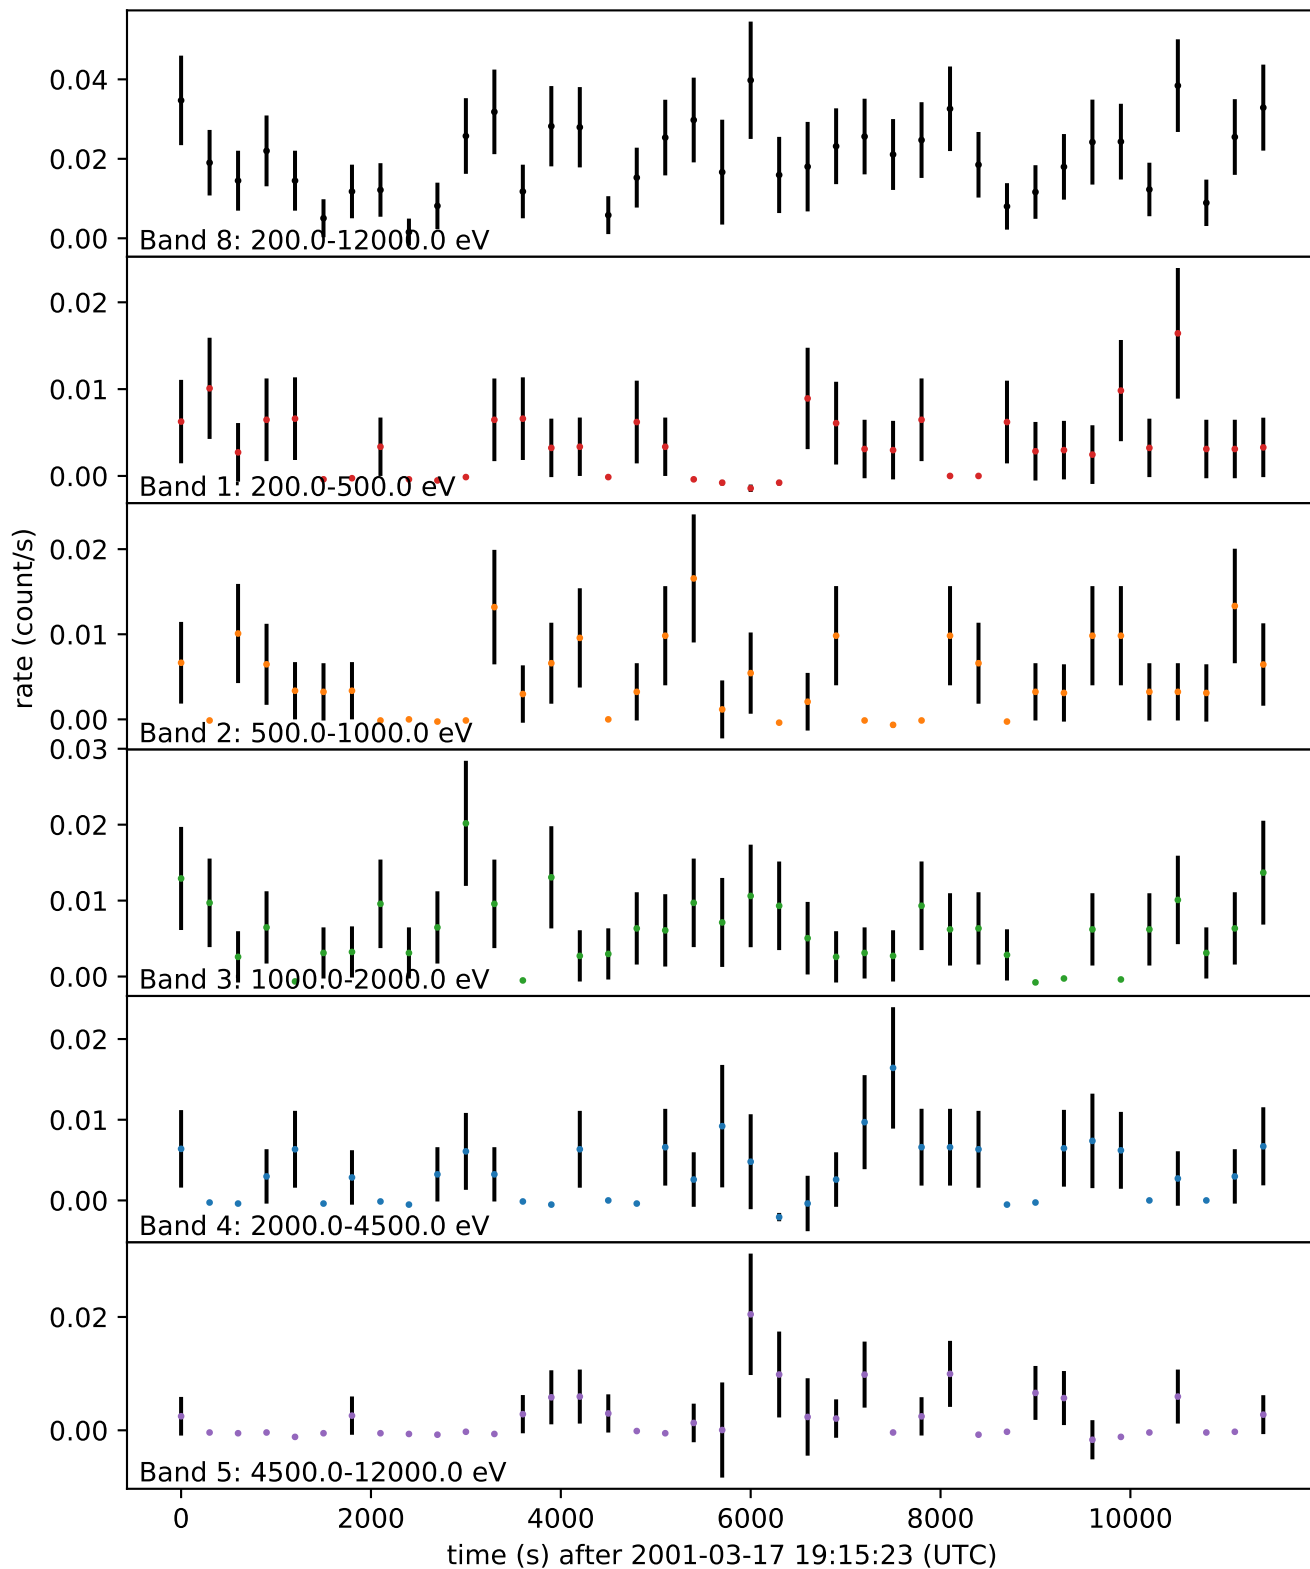 0.04
0.02
0.00
Band 8: 200.0-12000.0 eV
0.02
0.01
0.00
Band 1: 200.0-500.0 eV
0.02
0.01
0.00
Band 2: 500.0-1000.0 eV
rate (count/s)
0.03
0.02
0.01
0.00
Band 3: 1000.0-2000.0 eV
0.02
0.01
0.00
Band 4: 2000.0-4500.0 eV
0.02
0.00
Band 5: 4500.0-12000.0 eV
0 2000 4000 6000 8000 10000
time (s) after 2001-03-17 19:15:23 (UTC)